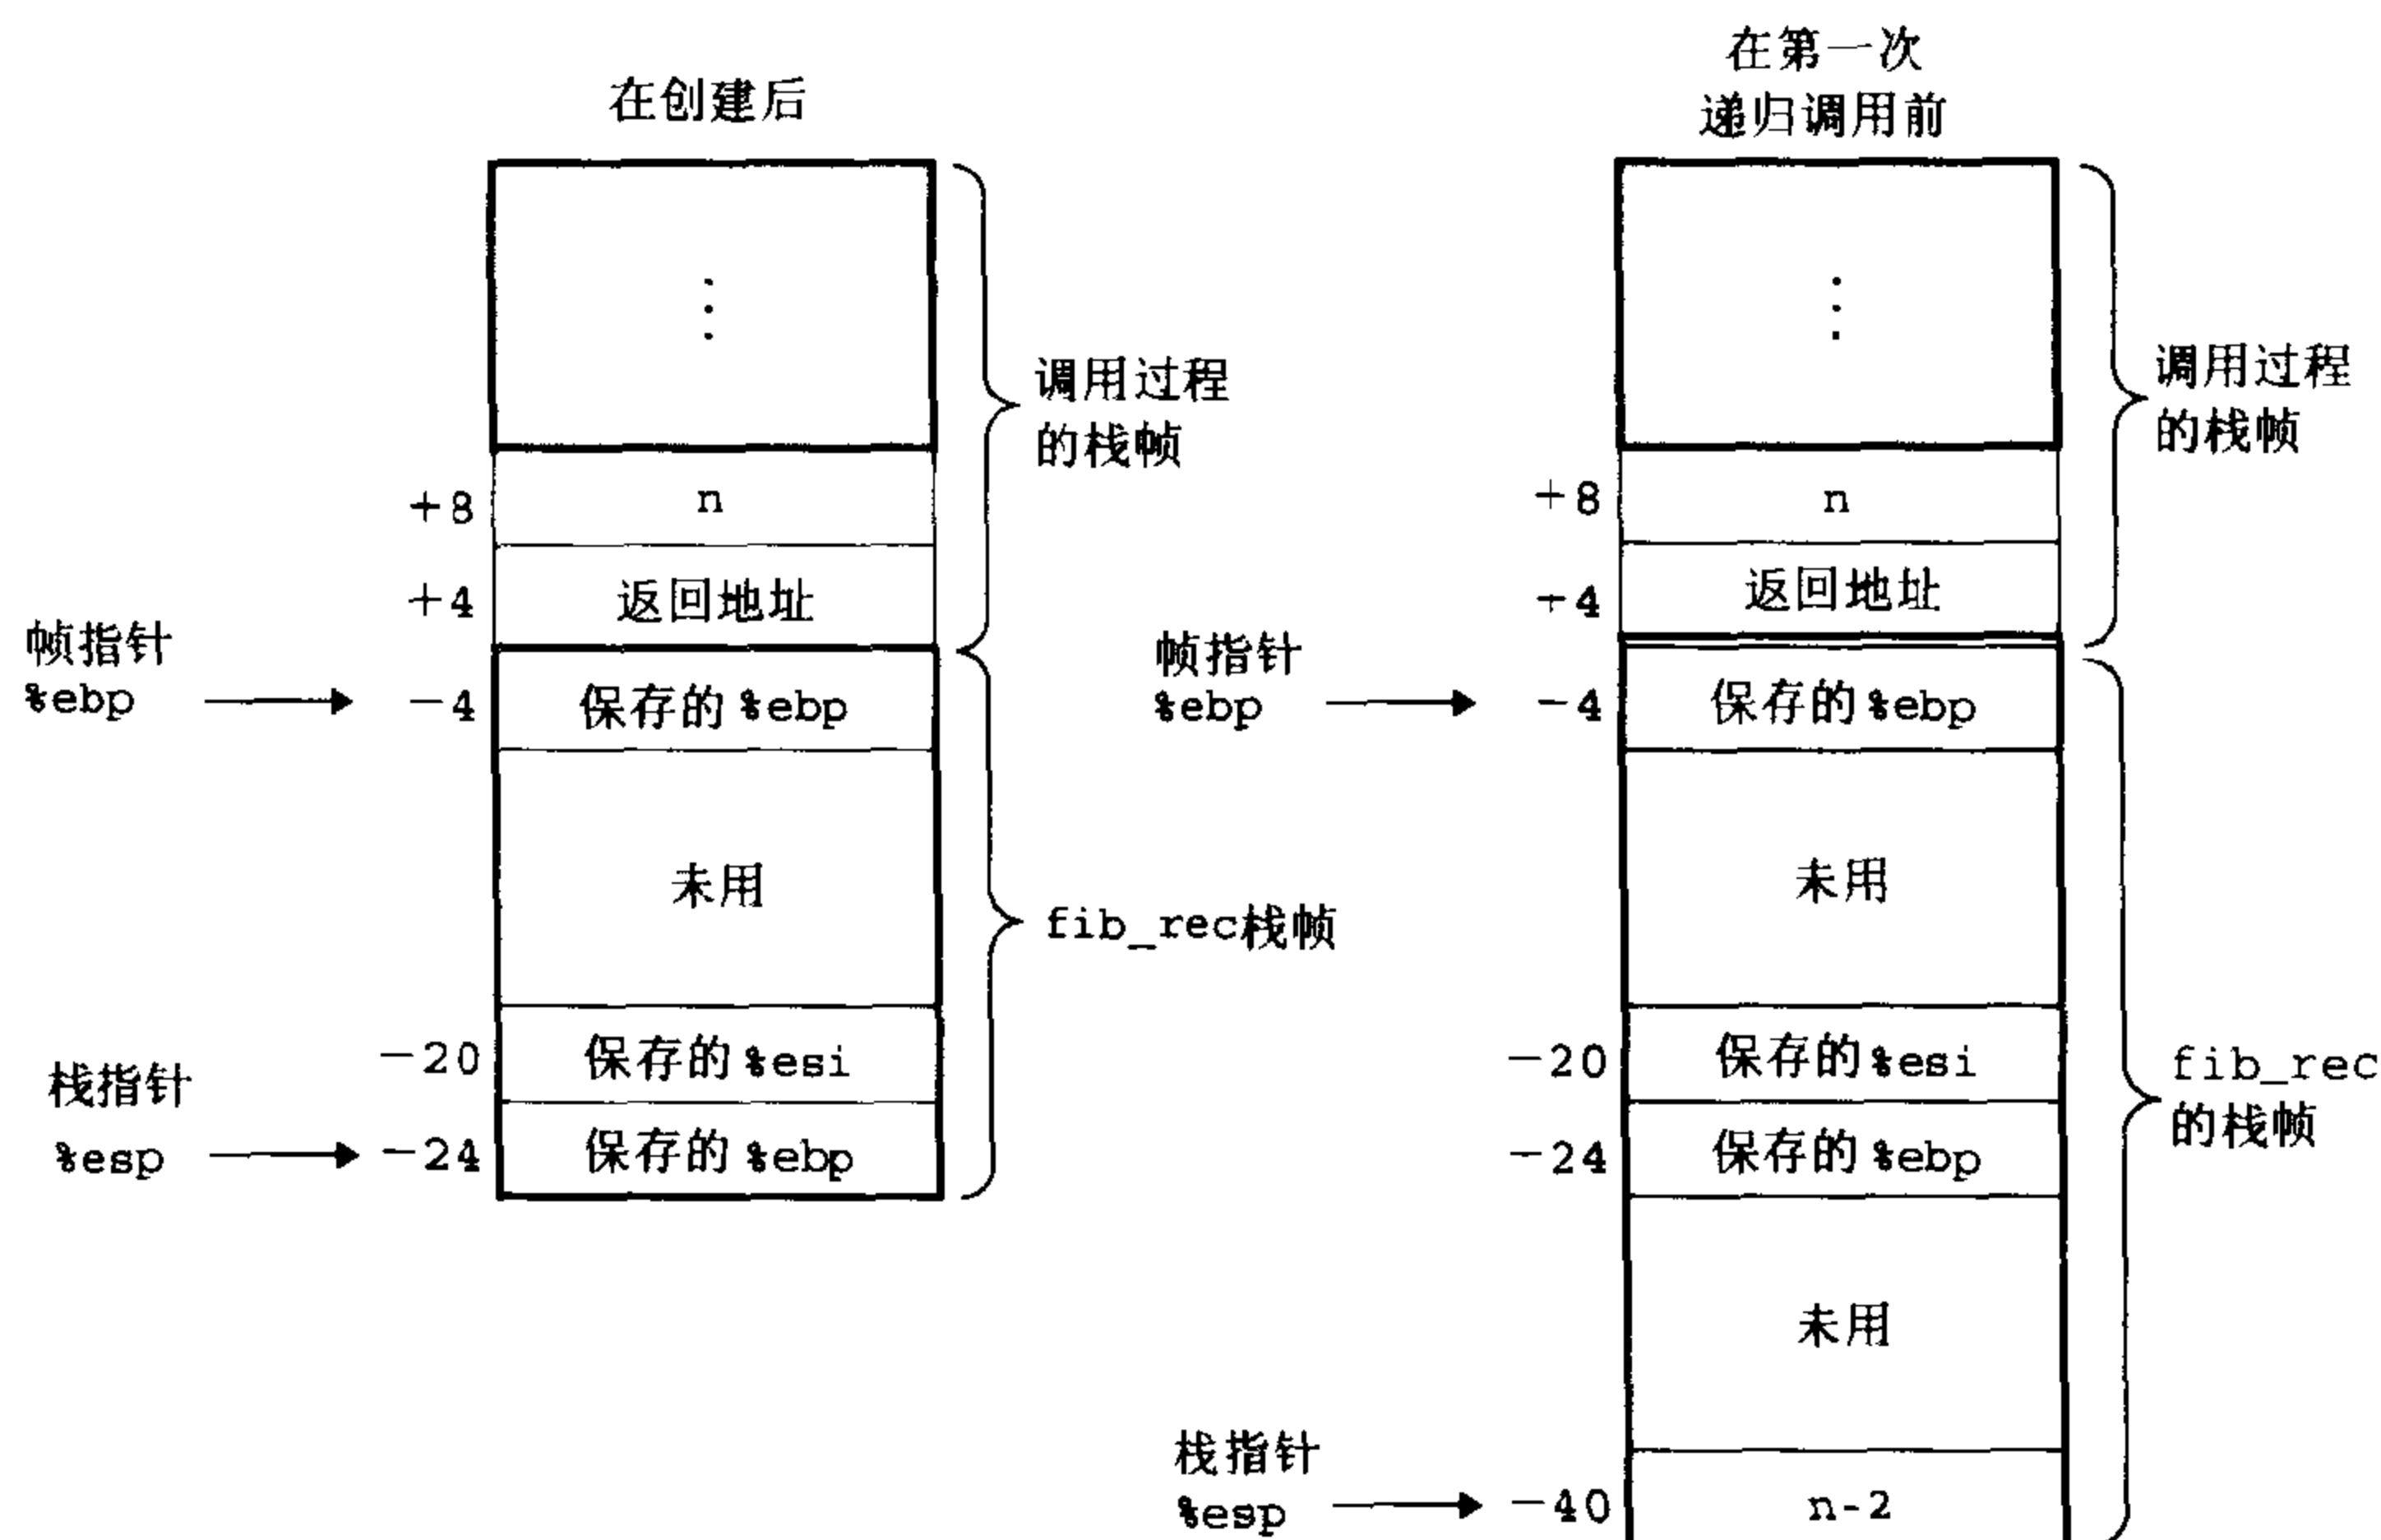 在创建后
⋮
+8 n
+4 返回地址
帧指针
%ebp
-4 保存的 %ebp
未用
-20 保存的 %esi
栈指针
%esp
-24 保存的 %ebp
调用过程
的栈帧
fib_rec栈帧
在第一次
递归调用前
⋮
+8 n
+4 返回地址
帧指针
%ebp
-4 保存的 %ebp
未用
-20 保存的 %esi
-24 保存的 %ebp
未用
栈指针
%esp
-40 n-2
调用过程
的栈帧
fib_rec
的栈帧